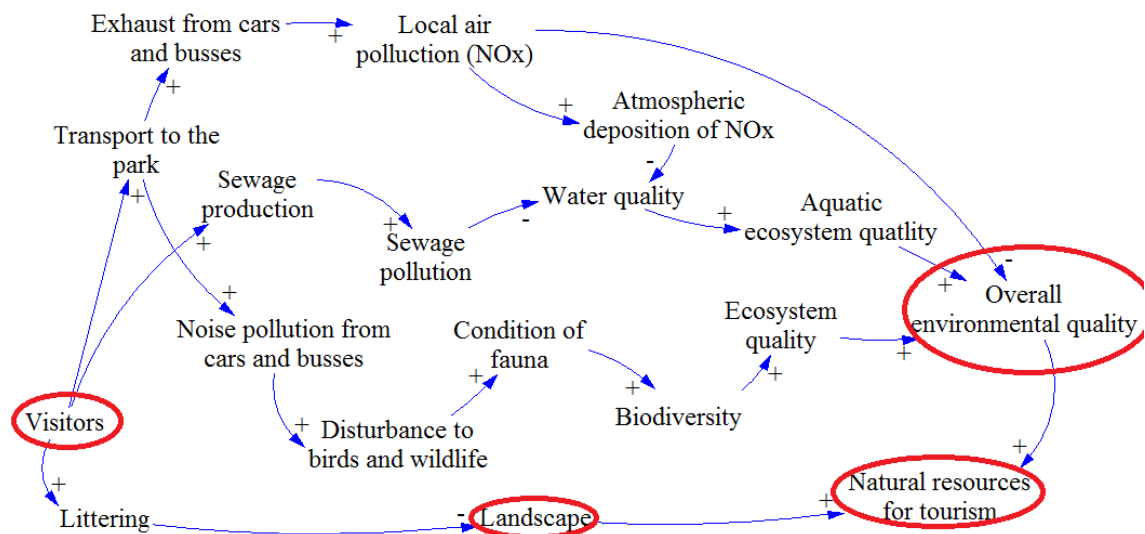 Exhaust from cars
and busses
+
Local air
polluction (NOx)
+
+
Atmospheric
deposition of NOx
-
Transport to the
park
+
Sewage
production
+
+
Sewage
pollution
-
Water quality
+
Aquatic
ecosystem quatlity
+
-
Overall
environmental quality
+
Noise pollution from
cars and busses
Condition of
fauna
+
+
Biodiversity
+
Ecosystem
quality
+
Visitors
+
Disturbance to
birds and wildlife
+
Littering
-
Landscape
+
+
Natural resources
for tourism